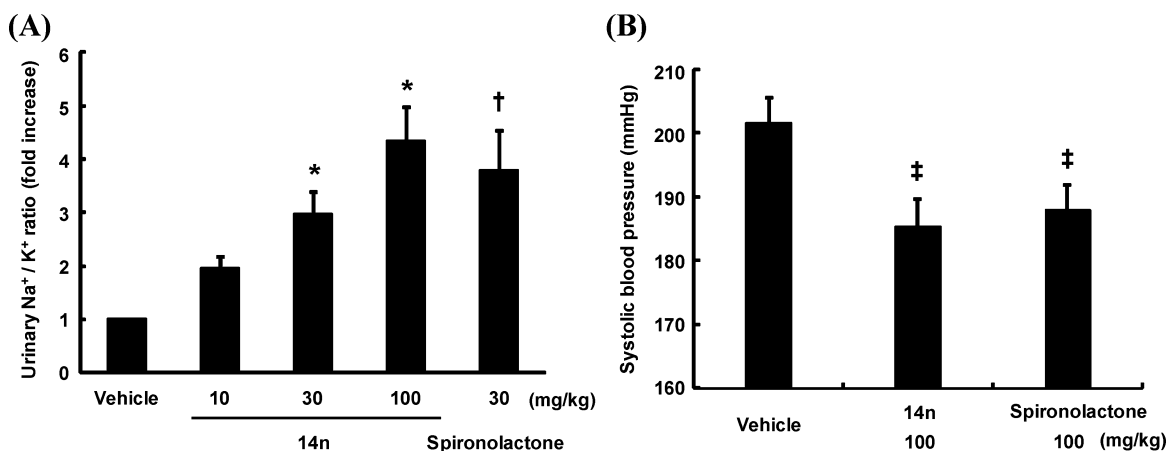 (A)
Urinary Na⁺ / K⁺ ratio (fold increase)
6
5
4
3
2
1
0
*
*
†
Vehicle 10 30 100 30 (mg/kg)
14n Spironolactone
(B)
Systolic blood pressure (mmHg)
210
200
190
180
170
160
‡
‡
Vehicle 14n Spironolactone
100 100 (mg/kg)